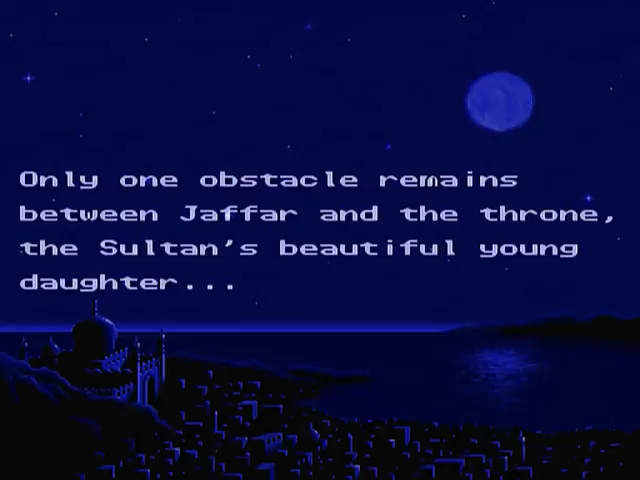 Only one obstacle remains
between Jaffar and the throne,
the Sultan's beautiful young
daughter...